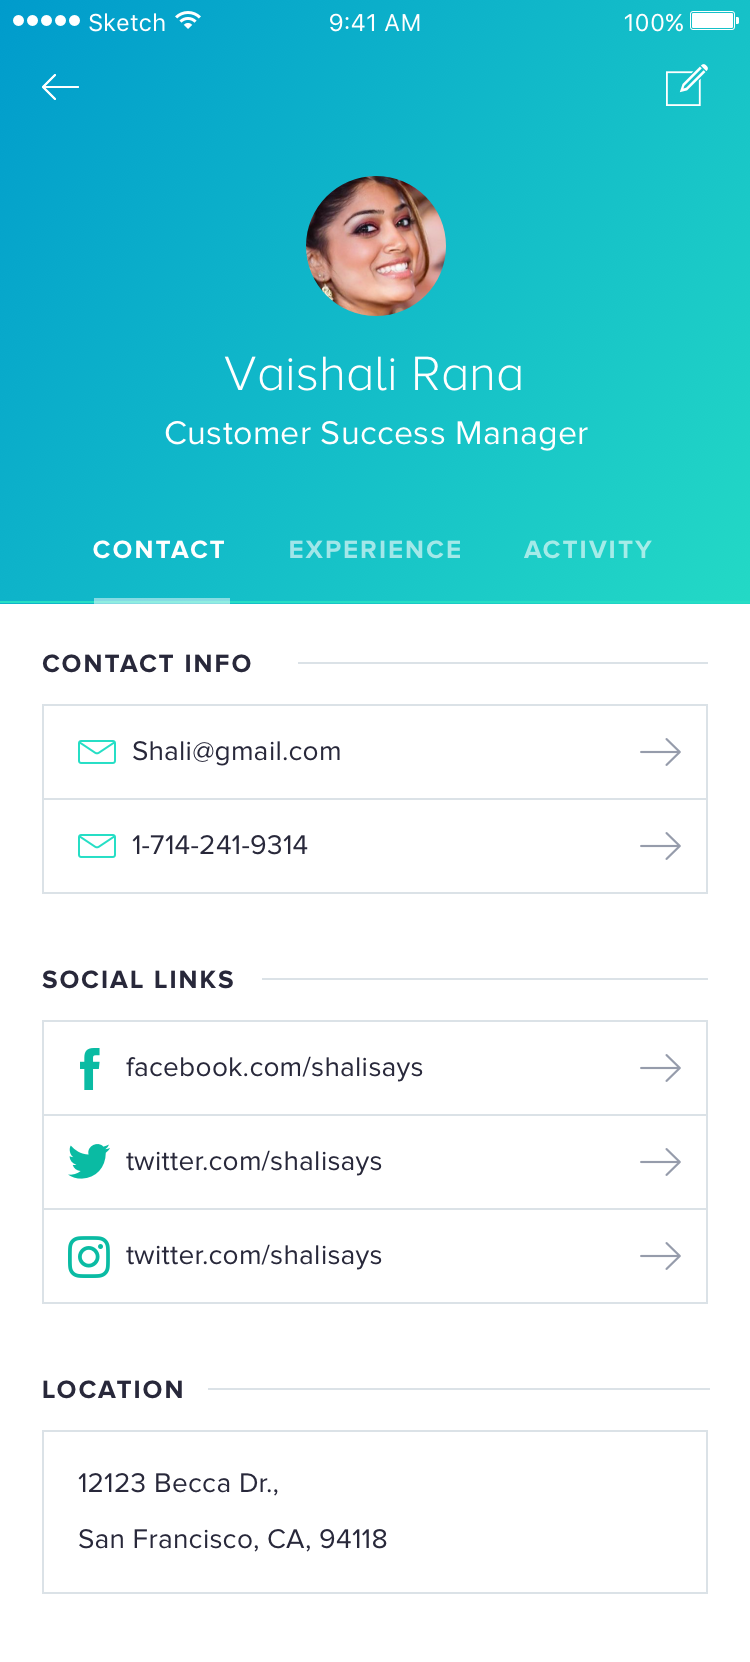 Sketch 9:41 AM 100%
Vaishali Rana
Customer Success Manager
CONTACT EXPERIENCE ACTIVITY
CONTACT INFO
Shali@gmail.com
1-714-241-9314
SOCIAL LINKS
facebook.com/shalisays
twitter.com/shalisays
twitter.com/shalisays
LOCATION
12123 Becca Dr.,
San Francisco, CA, 94118